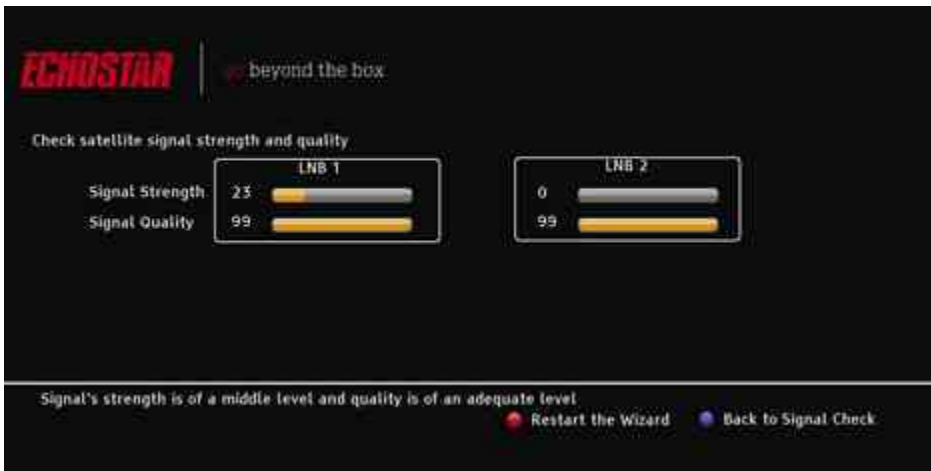 ECHOSTAR
go beyond the box
Check satellite signal strength and quality
LNB 1
LNB 2
Signal Strength 23 0
Signal Quality 99 99
Signal's strength is of a middle level and quality is of an adequate level
Restart the Wizard Back to Signal Check